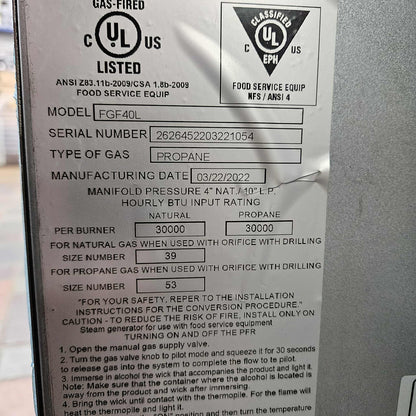 GAS-FIRED
C UL US
LISTED
ANSI Z83.11b-2009/CSA 1.8b-2009
FOOD SERVICE EQUIP
CLASSIFIED
C UL US
EPH
FOOD SERVICE EQUIP
NFS / ANSI 4
MODEL FGF40L
SERIAL NUMBER 2626452203221054
TYPE OF GAS PROPANE
MANUFACTURING DATE 03/22/2022
MANIFOLD PRESSURE 4" NAT./ 10" L.P.
HOURLY BTU INPUT RATING
NATURAL PROPANE
PER BURNER 30000 30000
FOR NATURAL GAS WHEN USED WITH ORIFICE WITH DRILLING
SIZE NUMBER 39
FOR PROPANE GAS WHEN USED WITH ORIFICE WITH DRILLING
SIZE NUMBER 53
"FOR YOUR SAFETY. REFER TO THE INSTALLATION
INSTRUCTIONS FOR THE CONVERSION PROCEDURE."
CAUTION - TO REDUCE THE RISK OF FIRE, INSTALL ONLY ON
Steam generator for use with food service equipment
TURNING ON AND OFF THE PFR
1. Open the manual gas supply valve.
2. Turn the gas valve knob to pilot mode and squeeze it for 30 seconds
to release gas into the system to complete the flow to te pilot.
3. Immerse in alcohol the wick that accompanies the product and light it.
Note: Make sure that the container where the alcohol is located is
away from the product and wick after immersing
4. Bring the wick until contact with to the pilot. For the flame will
heat the thermopile and light it.
position and then turn the temperature